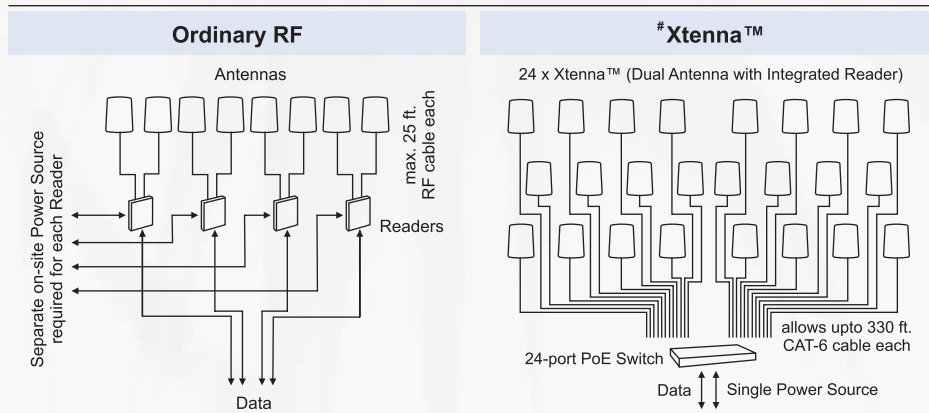 Ordinary RF
Antennas
max. 25 ft.
RF cable each
Separate on-site Power Source
required for each Reader
Readers
Data
#Xtenna™
24 x Xtenna™ (Dual Antenna with Integrated Reader)
allows upto 330 ft.
CAT-6 cable each
24-port PoE Switch
Data
Single Power Source